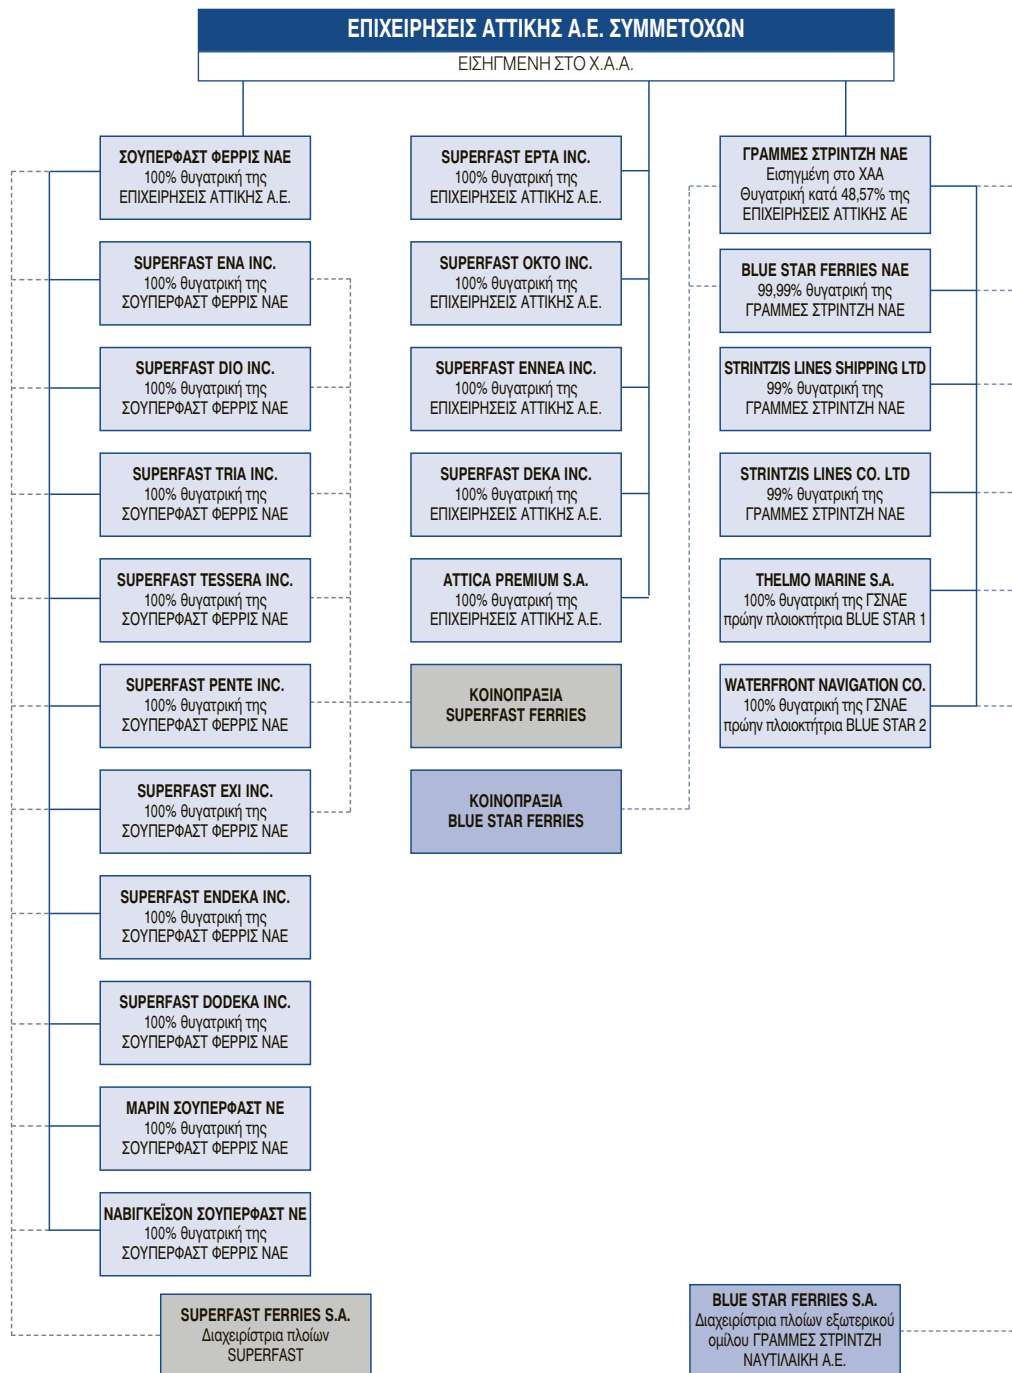 ΕΠΙΧΕΙΡΗΣΕΙΣ ΑΤΤΙΚΗΣ Α.Ε. ΣΥΜΜΕΤΟΧΩΝ
ΕΙΣΗΓΜΕΝΗ ΣΤΟ Χ.Α.Α.
ΣΟΥΠΕΡΦΑΣΤ ΦΕΡΡΙΣ ΝΑΕ
100% θυγατρική της
ΕΠΙΧΕΙΡΗΣΕΙΣ ΑΤΤΙΚΗΣ Α.Ε.
SUPERFAST ENA INC.
100% θυγατρική της
ΣΟΥΠΕΡΦΑΣΤ ΦΕΡΡΙΣ ΝΑΕ
SUPERFAST DIO INC.
100% θυγατρική της
ΣΟΥΠΕΡΦΑΣΤ ΦΕΡΡΙΣ ΝΑΕ
SUPERFAST TRIA INC.
100% θυγατρική της
ΣΟΥΠΕΡΦΑΣΤ ΦΕΡΡΙΣ ΝΑΕ
SUPERFAST TESSERA INC.
100% θυγατρική της
ΣΟΥΠΕΡΦΑΣΤ ΦΕΡΡΙΣ ΝΑΕ
SUPERFAST PENTE INC.
100% θυγατρική της
ΣΟΥΠΕΡΦΑΣΤ ΦΕΡΡΙΣ ΝΑΕ
SUPERFAST EXI INC.
100% θυγατρική της
ΣΟΥΠΕΡΦΑΣΤ ΦΕΡΡΙΣ ΝΑΕ
SUPERFAST ENDEKA INC.
100% θυγατρική της
ΣΟΥΠΕΡΦΑΣΤ ΦΕΡΡΙΣ ΝΑΕ
SUPERFAST DODEKA INC.
100% θυγατρική της
ΣΟΥΠΕΡΦΑΣΤ ΦΕΡΡΙΣ ΝΑΕ
ΜΑΡΙΝ ΣΟΥΠΕΡΦΑΣΤ ΝΕ
100% θυγατρική της
ΣΟΥΠΕΡΦΑΣΤ ΦΕΡΡΙΣ ΝΑΕ
ΝΑΒΙΓΚΕΪΣΟΝ ΣΟΥΠΕΡΦΑΣΤ ΝΕ
100% θυγατρική της
ΣΟΥΠΕΡΦΑΣΤ ΦΕΡΡΙΣ ΝΑΕ
SUPERFAST FERRIES S.A.
Διαχειρίστρια πλοίων
SUPERFAST
SUPERFAST EPTA INC.
100% θυγατρική της
ΕΠΙΧΕΙΡΗΣΕΙΣ ΑΤΤΙΚΗΣ Α.Ε.
SUPERFAST OKTO INC.
100% θυγατρική της
ΕΠΙΧΕΙΡΗΣΕΙΣ ΑΤΤΙΚΗΣ Α.Ε.
SUPERFAST ENNEA INC.
100% θυγατρική της
ΕΠΙΧΕΙΡΗΣΕΙΣ ΑΤΤΙΚΗΣ Α.Ε.
SUPERFAST DEKA INC.
100% θυγατρική της
ΕΠΙΧΕΙΡΗΣΕΙΣ ΑΤΤΙΚΗΣ Α.Ε.
ATTICA PREMIUM S.A.
100% θυγατρική της
ΕΠΙΧΕΙΡΗΣΕΙΣ ΑΤΤΙΚΗΣ Α.Ε.
ΚΟΙΝΟΠΡΑΞΙΑ
SUPERFAST FERRIES
ΚΟΙΝΟΠΡΑΞΙΑ
BLUE STAR FERRIES
ΓΡΑΜΜΕΣ ΣΤΡΙΝΤΖΗ ΝΑΕ
Εισηγμένη στο ΧΑΑ
Θυγατρική κατά 48,57% της
ΕΠΙΧΕΙΡΗΣΕΙΣ ΑΤΤΙΚΗΣ ΑΕ
BLUE STAR FERRIES NAE
99,99% θυγατρική της
ΓΡΑΜΜΕΣ ΣΤΡΙΝΤΖΗ ΝΑΕ
STRINTZIS LINES SHIPPING LTD
99% θυγατρική της
ΓΡΑΜΜΕΣ ΣΤΡΙΝΤΖΗ ΝΑΕ
STRINTZIS LINES CO. LTD
99% θυγατρική της
ΓΡΑΜΜΕΣ ΣΤΡΙΝΤΖΗ ΝΑΕ
THELMO MARINE S.A.
100% θυγατρική της ΓΣΝΑΕ
πρώην πλοιοκτήτρια BLUE STAR 1
WATERFRONT NAVIGATION CO.
100% θυγατρική της ΓΣΝΑΕ
πρώην πλοιοκτήτρια BLUE STAR 2
BLUE STAR FERRIES S.A.
Διαχειρίστρια πλοίων εξωτερικού
ομίλου ΓΡΑΜΜΕΣ ΣΤΡΙΝΤΖΗ
ΝΑΥΤΙΛΑΙΚΗ Α.Ε.